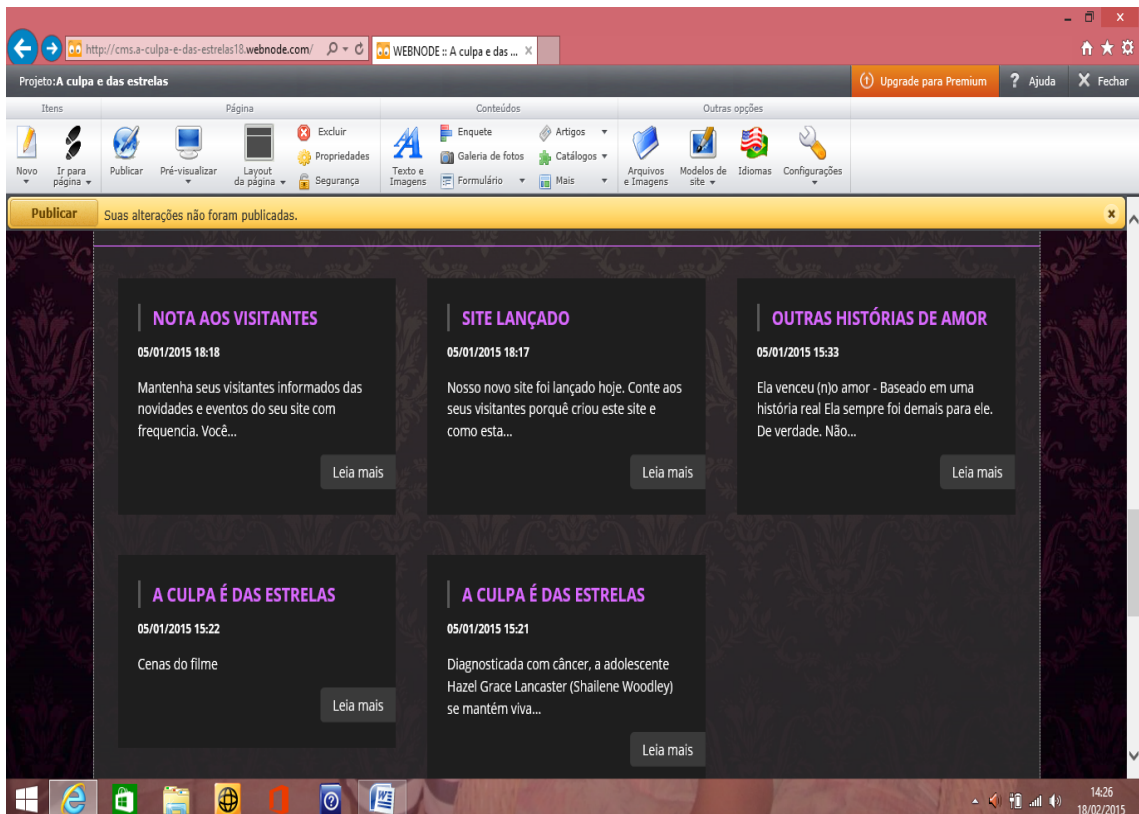 http://cms.a-culpa-e-das-estrelas18.webnode.com/
WEBNODE :: A culpa e das ...
Projeto:A culpa e das estrelas
Upgrade para Premium
? Ajuda
X Fechar
Itens
Página
Conteúdos
Outras opções
Novo
Ir para página
Publicar
Pré-visualizar
Layout da página
Excluir
Propriedades
Segurança
Texto e Imagens
Enquete
Galeria de fotos
Formulário
Artigos
Catálogos
Mais
Arquivos e Imagens
Modelos de site
Idiomas
Configurações
Publicar
Suas alterações não foram publicadas.
NOTA AOS VISITANTES
05/01/2015 18:18
Mantenha seus visitantes informados das
novidades e eventos do seu site com
frequencia. Você...
Leia mais
SITE LANÇADO
05/01/2015 18:17
Nosso novo site foi lançado hoje. Conte aos
seus visitantes porquê criou este site e
como esta...
Leia mais
OUTRAS HISTÓRIAS DE AMOR
05/01/2015 15:33
Ela venceu (n)o amor - Baseado em uma
história real Ela sempre foi demais para ele.
De verdade. Não...
Leia mais
A CULPA É DAS ESTRELAS
05/01/2015 15:22
Cenas do filme
Leia mais
A CULPA É DAS ESTRELAS
05/01/2015 15:21
Diagnosticada com câncer, a adolescente
Hazel Grace Lancaster (Shailene Woodley)
se mantém viva...
Leia mais
14:26
18/02/2015